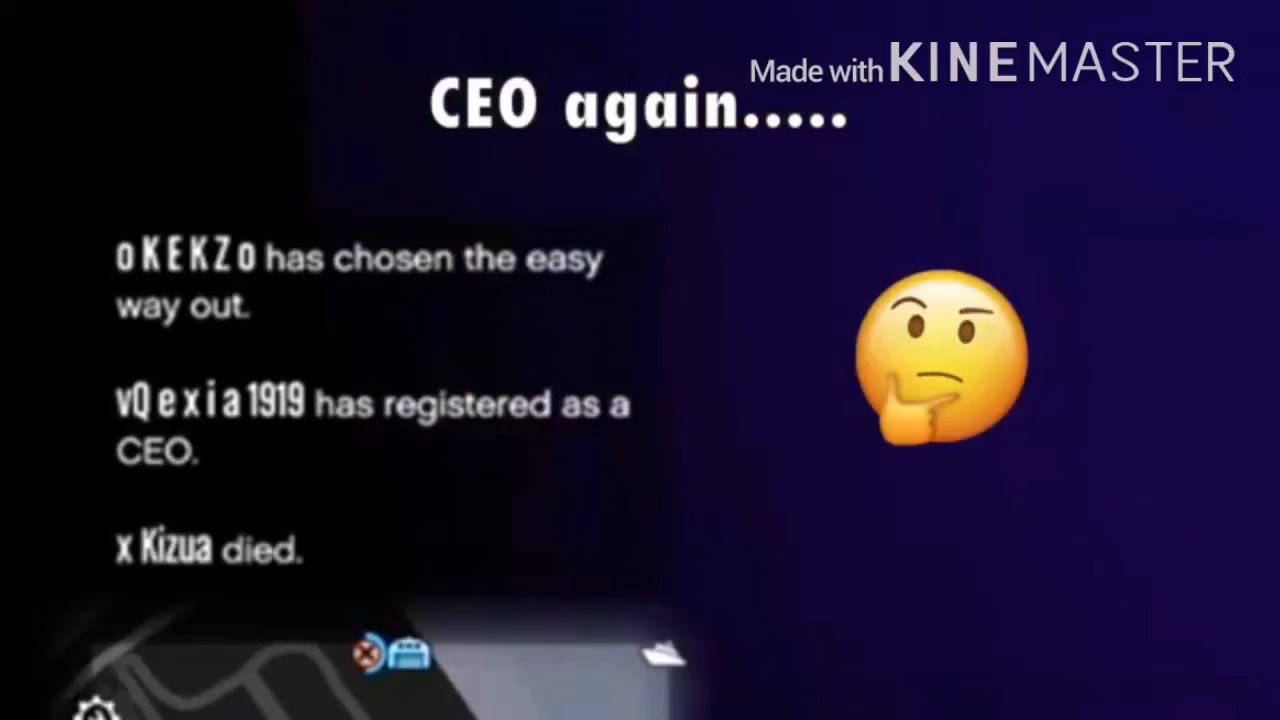 Made with KINEMASTER
CEO again.....
oKEKZo has chosen the easy
way out.
vQexia1919 has registered as a
CEO.
x Kizua died.